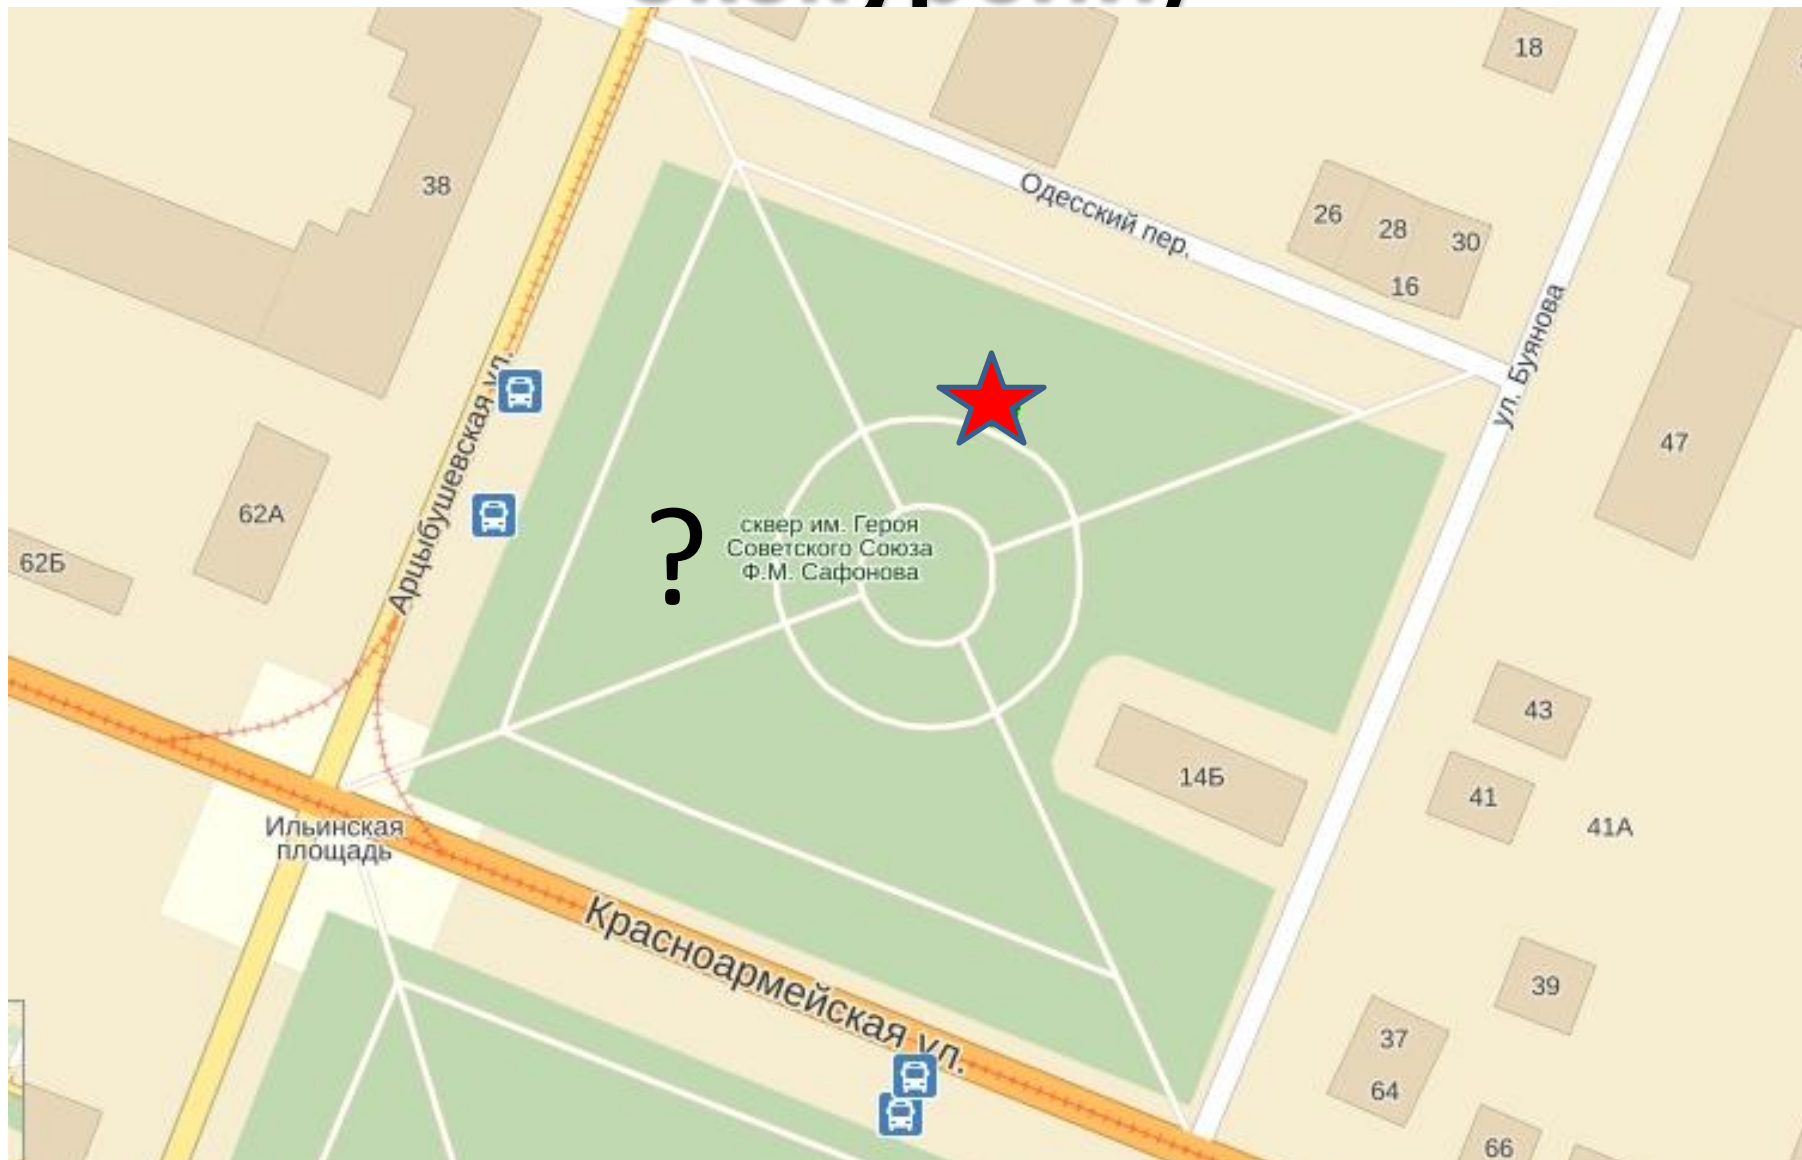 18
38
Одесский пер.
26
28
30
16
ул. Буянова
Арцыбушевская ул.
47
62А
62Б
?
сквер им. Героя
Советского Союза
Ф.М. Сафонова
43
14Б
41
41А
Ильинская
площадь
Красноармейская ул.
39
37
64
66